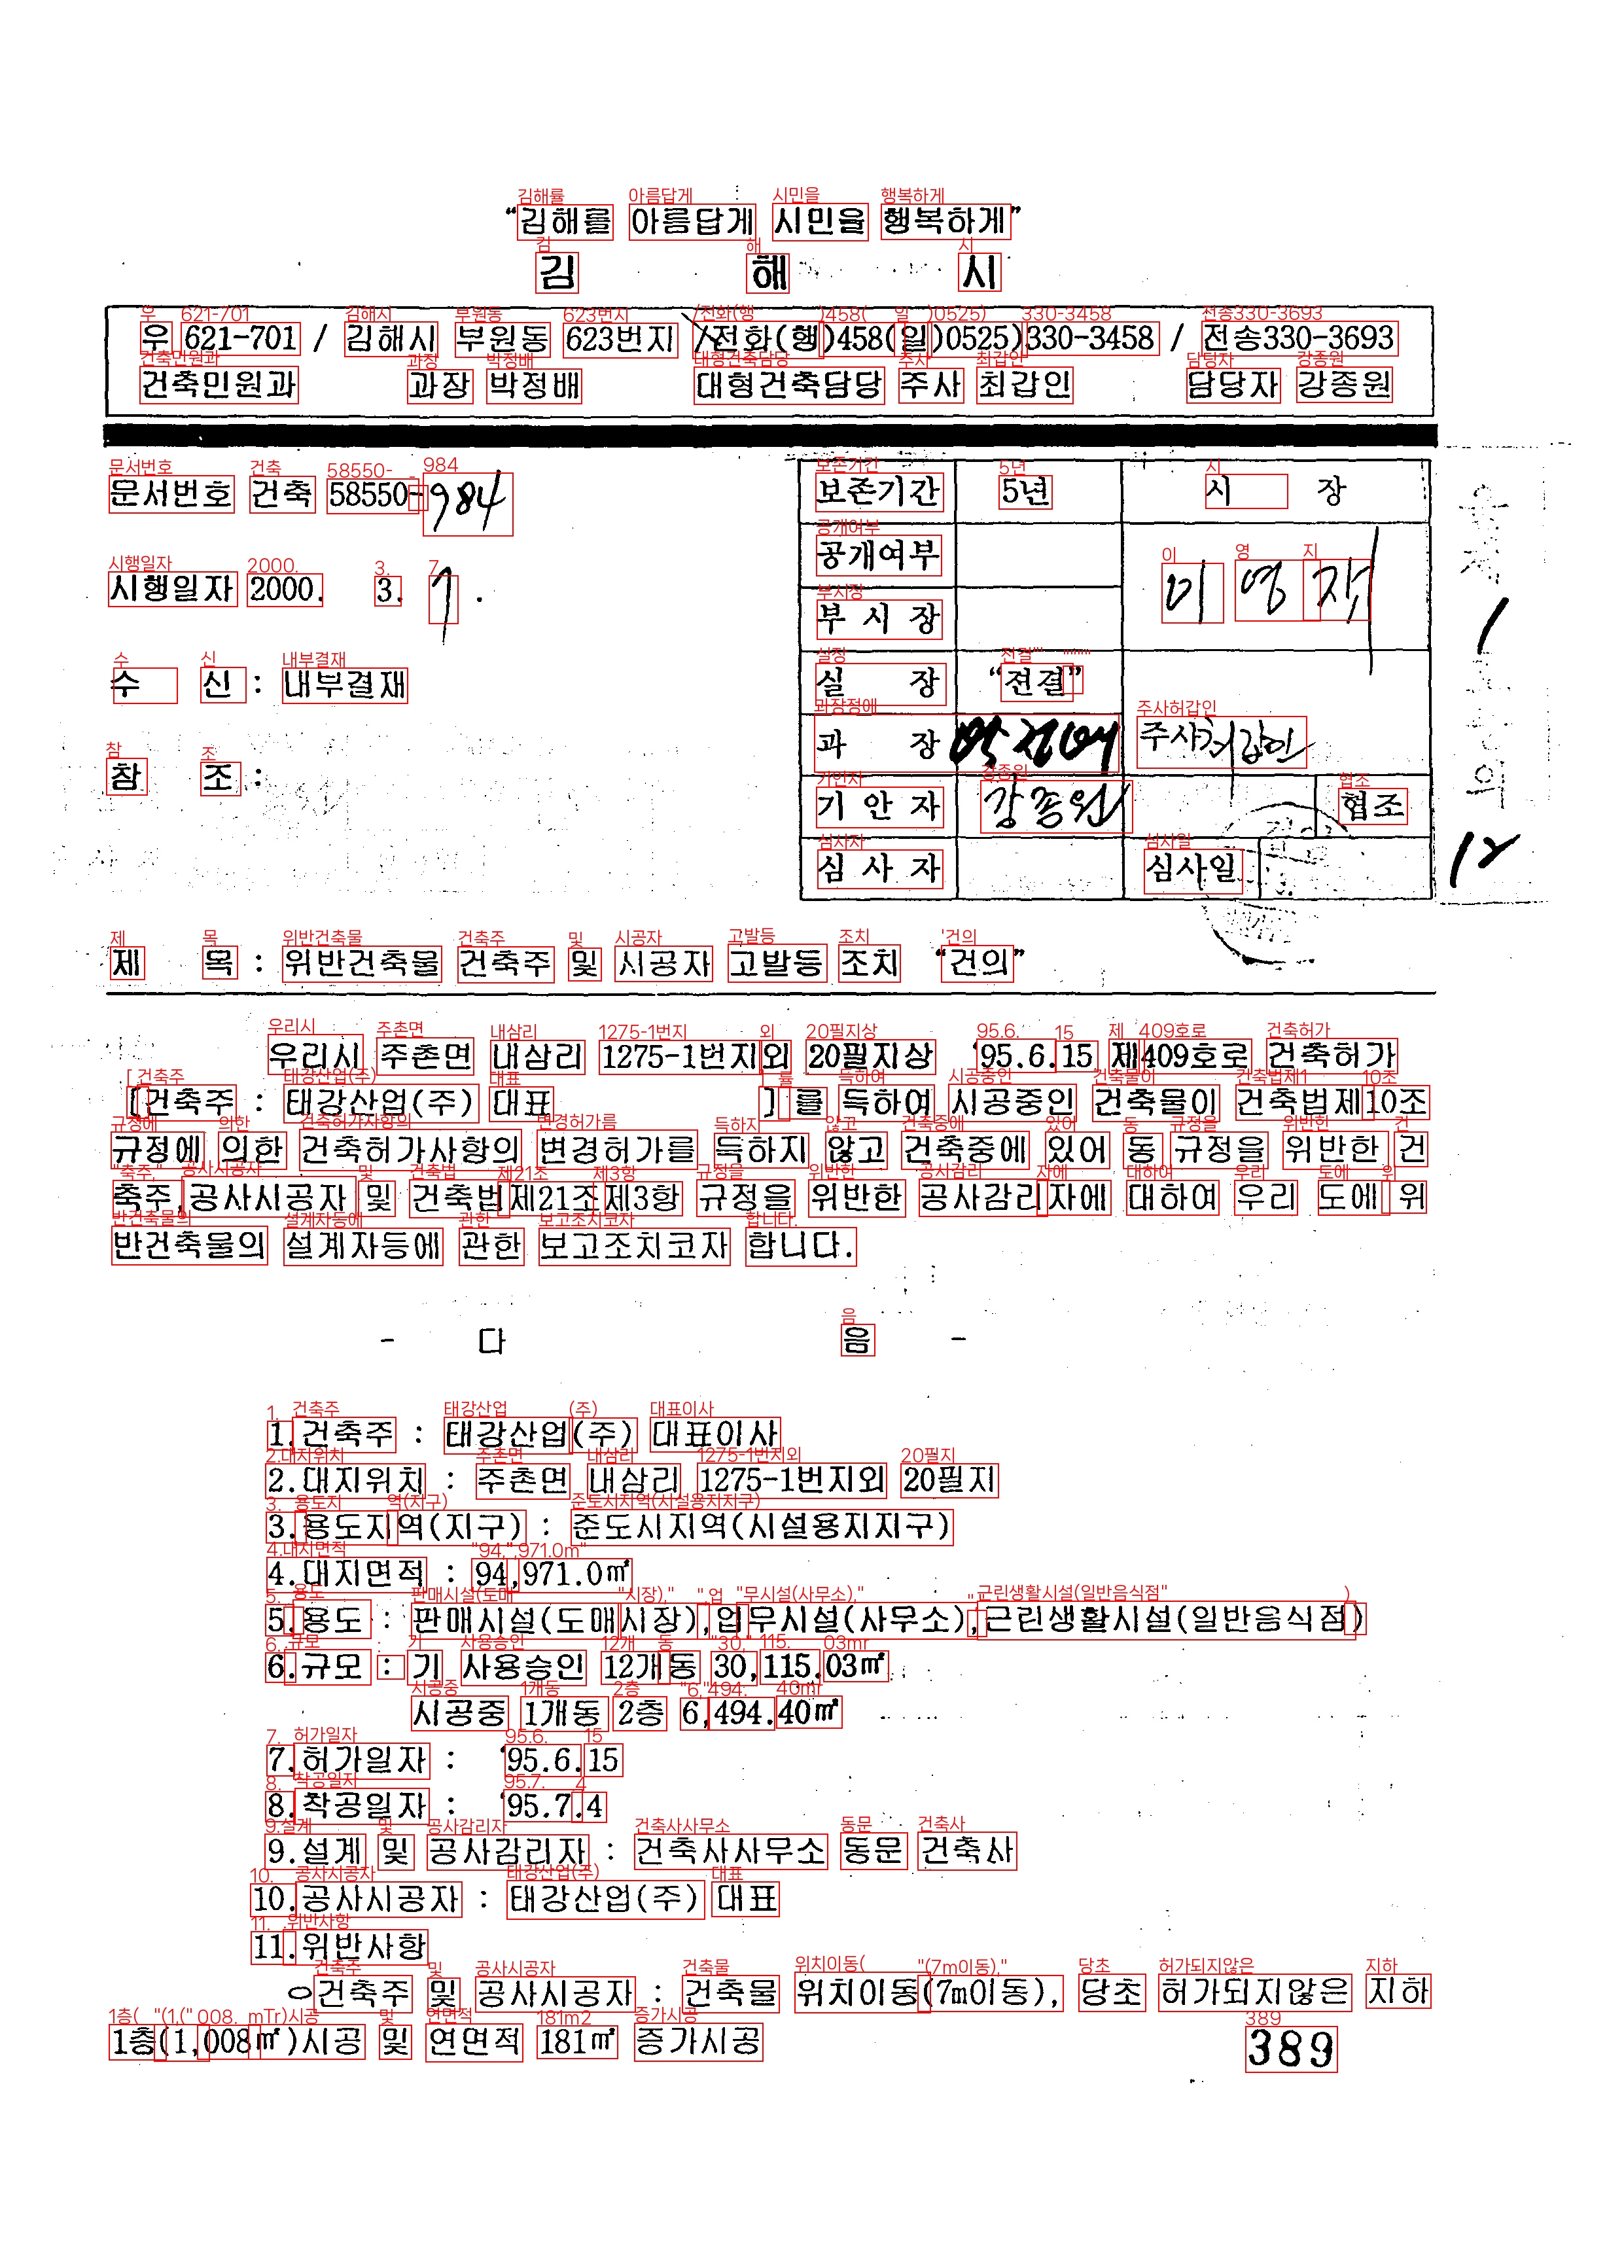 “김해를 아름답게 시민을 행복하게”
김 해 시
우 621-701 / 김해시 부원동 623번지 /전화(행)458(일)0525)330-3458 / 전송330-3693
건축민원과 과장 박정배 대형건축담당 주사 최갑인 담당자 강종원
문서번호 건축 58550-984
시행일자 2000. 3. 7.
수 신 : 내부결재
참 조 :
보존기간 5년 시 장
공개여부
부 시 장
이영재
실 장 “전결”
과 장 박정배 주사 최갑인
기 안 자 강종원 협조
심 사 자 심사일
제 목 : 위반건축물 건축주 및 시공자 고발등 조치 “건의”
우리시 주촌면 내삼리 1275-1번지외 20필지상 ‘95.6.15 제409호로 건축허가
[건축주 : 태강산업(주) 대표 ]를 득하여 시공중인 건축물이 건축법제10조
규정에 의한 건축허가사항의 변경허가를 득하지 않고 건축중에 있어 동 규정을 위반한 건
축주,공사시공자 및 건축법제21조제3항 규정을 위반한 공사감리자에 대하여 우리 도에 위
반건축물의 설계자등에 관한 보고조치코자 합니다.
- 다 음 -
1.건축주 : 태강산업(주) 대표이사
2.대지위치 : 주촌면 내삼리 1275-1번지외 20필지
3.용도지역(지구) : 준도시지역(시설용지지구)
4.대지면적 : 94,971.0㎡
5.용도 : 판매시설(도매시장),업무시설(사무소),근린생활시설(일반음식점)
6.규모 : 기 사용승인 12개동 30,115.03㎡
시공중 1개동 2층 6,494.40㎡
7.허가일자 : ‘95.6.15
8.착공일자 : ‘95.7.4
9.설계 및 공사감리자 : 건축사사무소 동문 건축사
10.공사시공자 : 태강산업(주) 대표
11.위반사항
ㅇ건축주 및 공사시공자 : 건축물 위치이동(7m이동), 당초 허가되지않은 지하
1층(1,008㎡)시공 및 연면적 181㎡ 증가시공
389